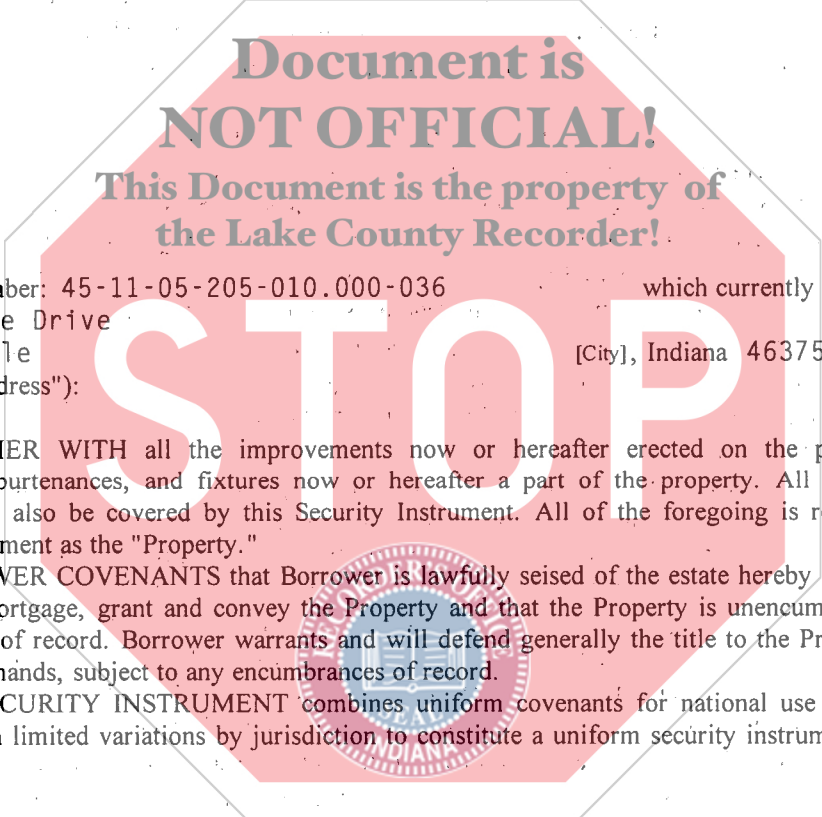 Document is
NOT OFFICIAL!
This Document is the property of
the Lake County Recorder!
ber: 45-11-05-205-010.000-036 which currently
e Drive
le [City], Indiana 46375
dress"):
STOP
ER WITH all the improvements now or hereafter erected on the p
purtenances, and fixtures now or hereafter a part of the property. All
also be covered by this Security Instrument. All of the foregoing is r
ment as the "Property."
VER COVENANTS that Borrower is lawfully seised of the estate hereby
ortgage, grant and convey the Property and that the Property is unencum
of record. Borrower warrants and will defend generally the title to the Pr
hands, subject to any encumbrances of record.
CURITY INSTRUMENT combines uniform covenants for national use
limited variations by jurisdiction to constitute a uniform security instrum
RECORDER'S OFFICE
SEAL
INDIANA